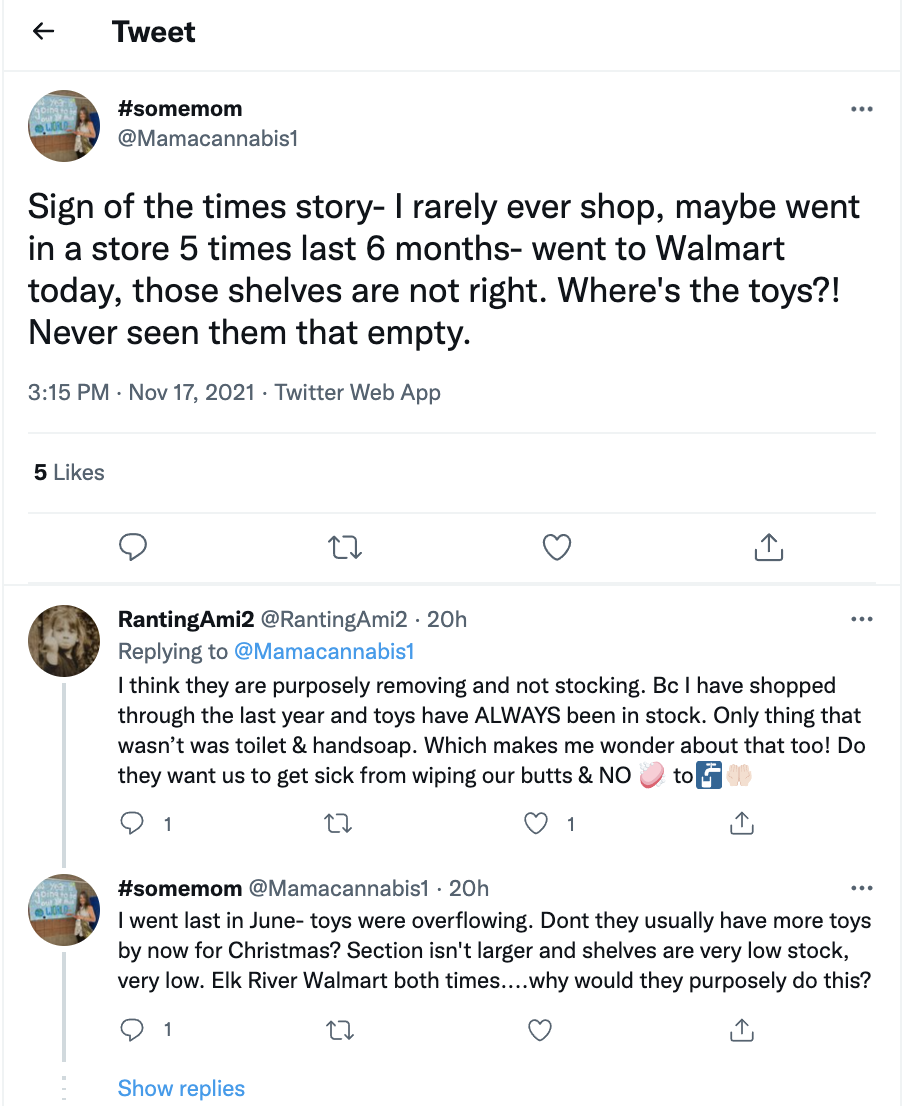 Tweet
#somemom
@Mamacannabis1
Sign of the times story- I rarely ever shop, maybe went
in a store 5 times last 6 months- went to Walmart
today, those shelves are not right. Where's the toys?!
Never seen them that empty.
3:15 PM · Nov 17, 2021 · Twitter Web App
5 Likes
RantingAmi2 @RantingAmi2 · 20h
Replying to @Mamacannabis1
I think they are purposely removing and not stocking. Bc I have shopped
through the last year and toys have ALWAYS been in stock. Only thing that
wasn’t was toilet & handsoap. Which makes me wonder about that too! Do
they want us to get sick from wiping our butts & NO 🧼 to🚰🤲🏻
1 1
#somemom @Mamacannabis1 · 20h
I went last in June- toys were overflowing. Dont they usually have more toys
by now for Christmas? Section isn't larger and shelves are very low stock,
very low. Elk River Walmart both times....why would they purposely do this?
1
Show replies